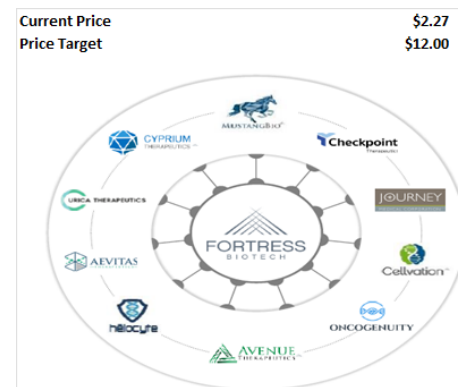 Current Price $2.27
Price Target $12.00
MUSTANGBIO
CYPRIUM
THERAPEUTICS
Checkpoint
Therapeutics
URICA THERAPEUTICS
JOURNEY
FORTRESS
BIOTECH
AEVITAS
Cellvation
helocyte
ONCOGENUITY
AVENUE
THERAPEUTICS